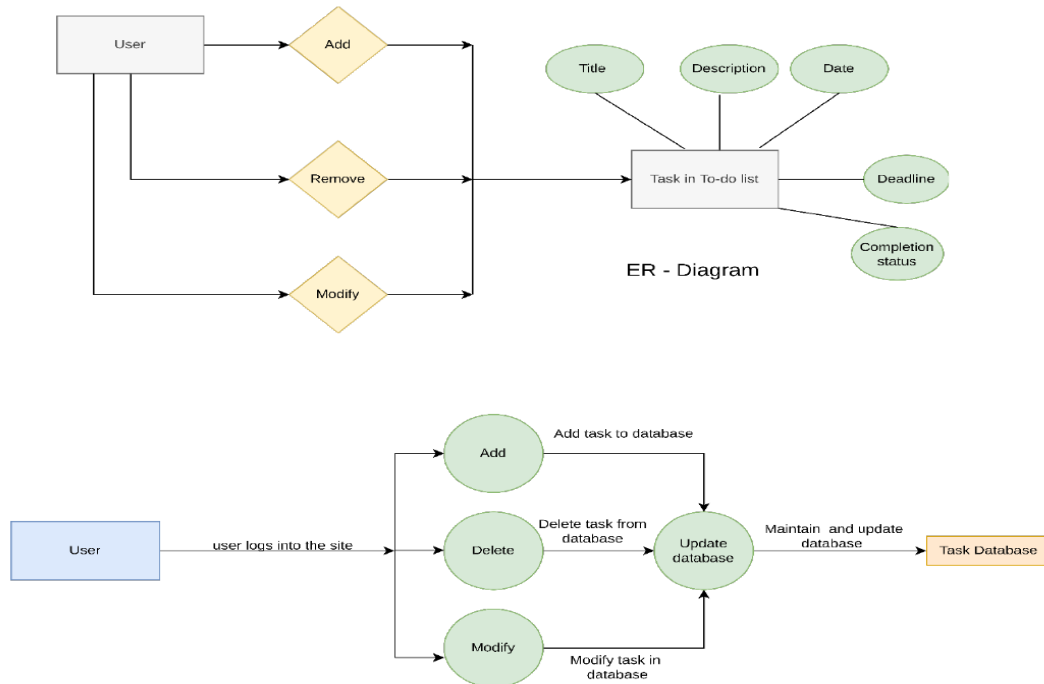 User
Add
Title
Description
Date
Remove
Task in To-do list
Deadline
Completion
status
ER - Diagram
Modify
Add task to database
Add
User
user logs into the site
Delete
Delete task from
database
Update
database
Maintain and update
database
Task Database
Modify
Modify task in
database